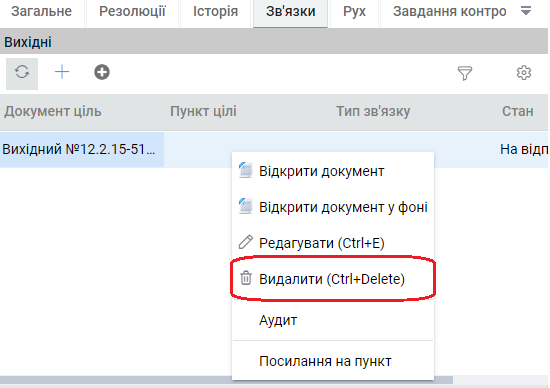 Загальне Резолюції Історія Зв'язки Рух Завдання контро
Вихідні
Документ ціль Пункт цілі Тип зв'язку Стан
Вихідний №12.2.15-51... На відп
Відкрити документ
Відкрити документ у фоні
Редагувати (Ctrl+E)
Видалити (Ctrl+Delete)
Аудит
Посилання на пункт